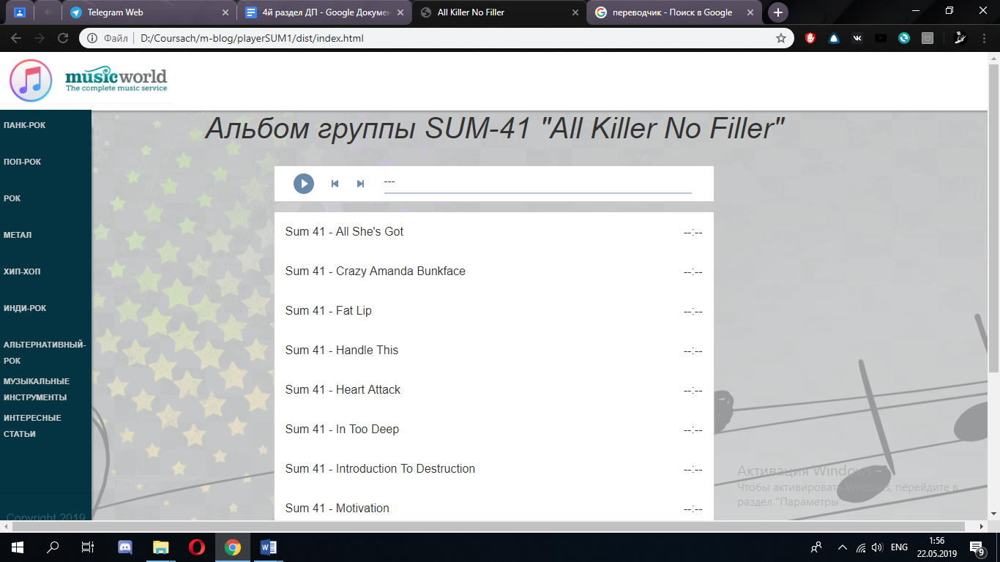 Telegram Web
4й раздел ДП - Google Докумен
All Killer No Filler
переводчик - Поиск в Google
Файл
D:/Coursach/m-blog/playerSUM1/dist/index.html
musicworld
The complete music service
ПАНК-РОК
ПОП-РОК
РОК
МЕТАЛ
ХИП-ХОП
ИНДИ-РОК
АЛЬТЕРНАТИВНЫЙ-
РОК
МУЗЫКАЛЬНЫЕ
ИНСТРУМЕНТЫ
ИНТЕРЕСНЫЕ
СТАТЬИ
Copyright 2019
Альбом группы SUM-41 "All Killer No Filler"
---
Sum 41 - All She's Got --:--
Sum 41 - Crazy Amanda Bunkface --:--
Sum 41 - Fat Lip --:--
Sum 41 - Handle This --:--
Sum 41 - Heart Attack --:--
Sum 41 - In Too Deep --:--
Sum 41 - Introduction To Destruction --:--
Sum 41 - Motivation --:--
Активация Windows
Чтобы активировать Windows, перейдите в
раздел "Параметры".
ENG
1:56
22.05.2019
9